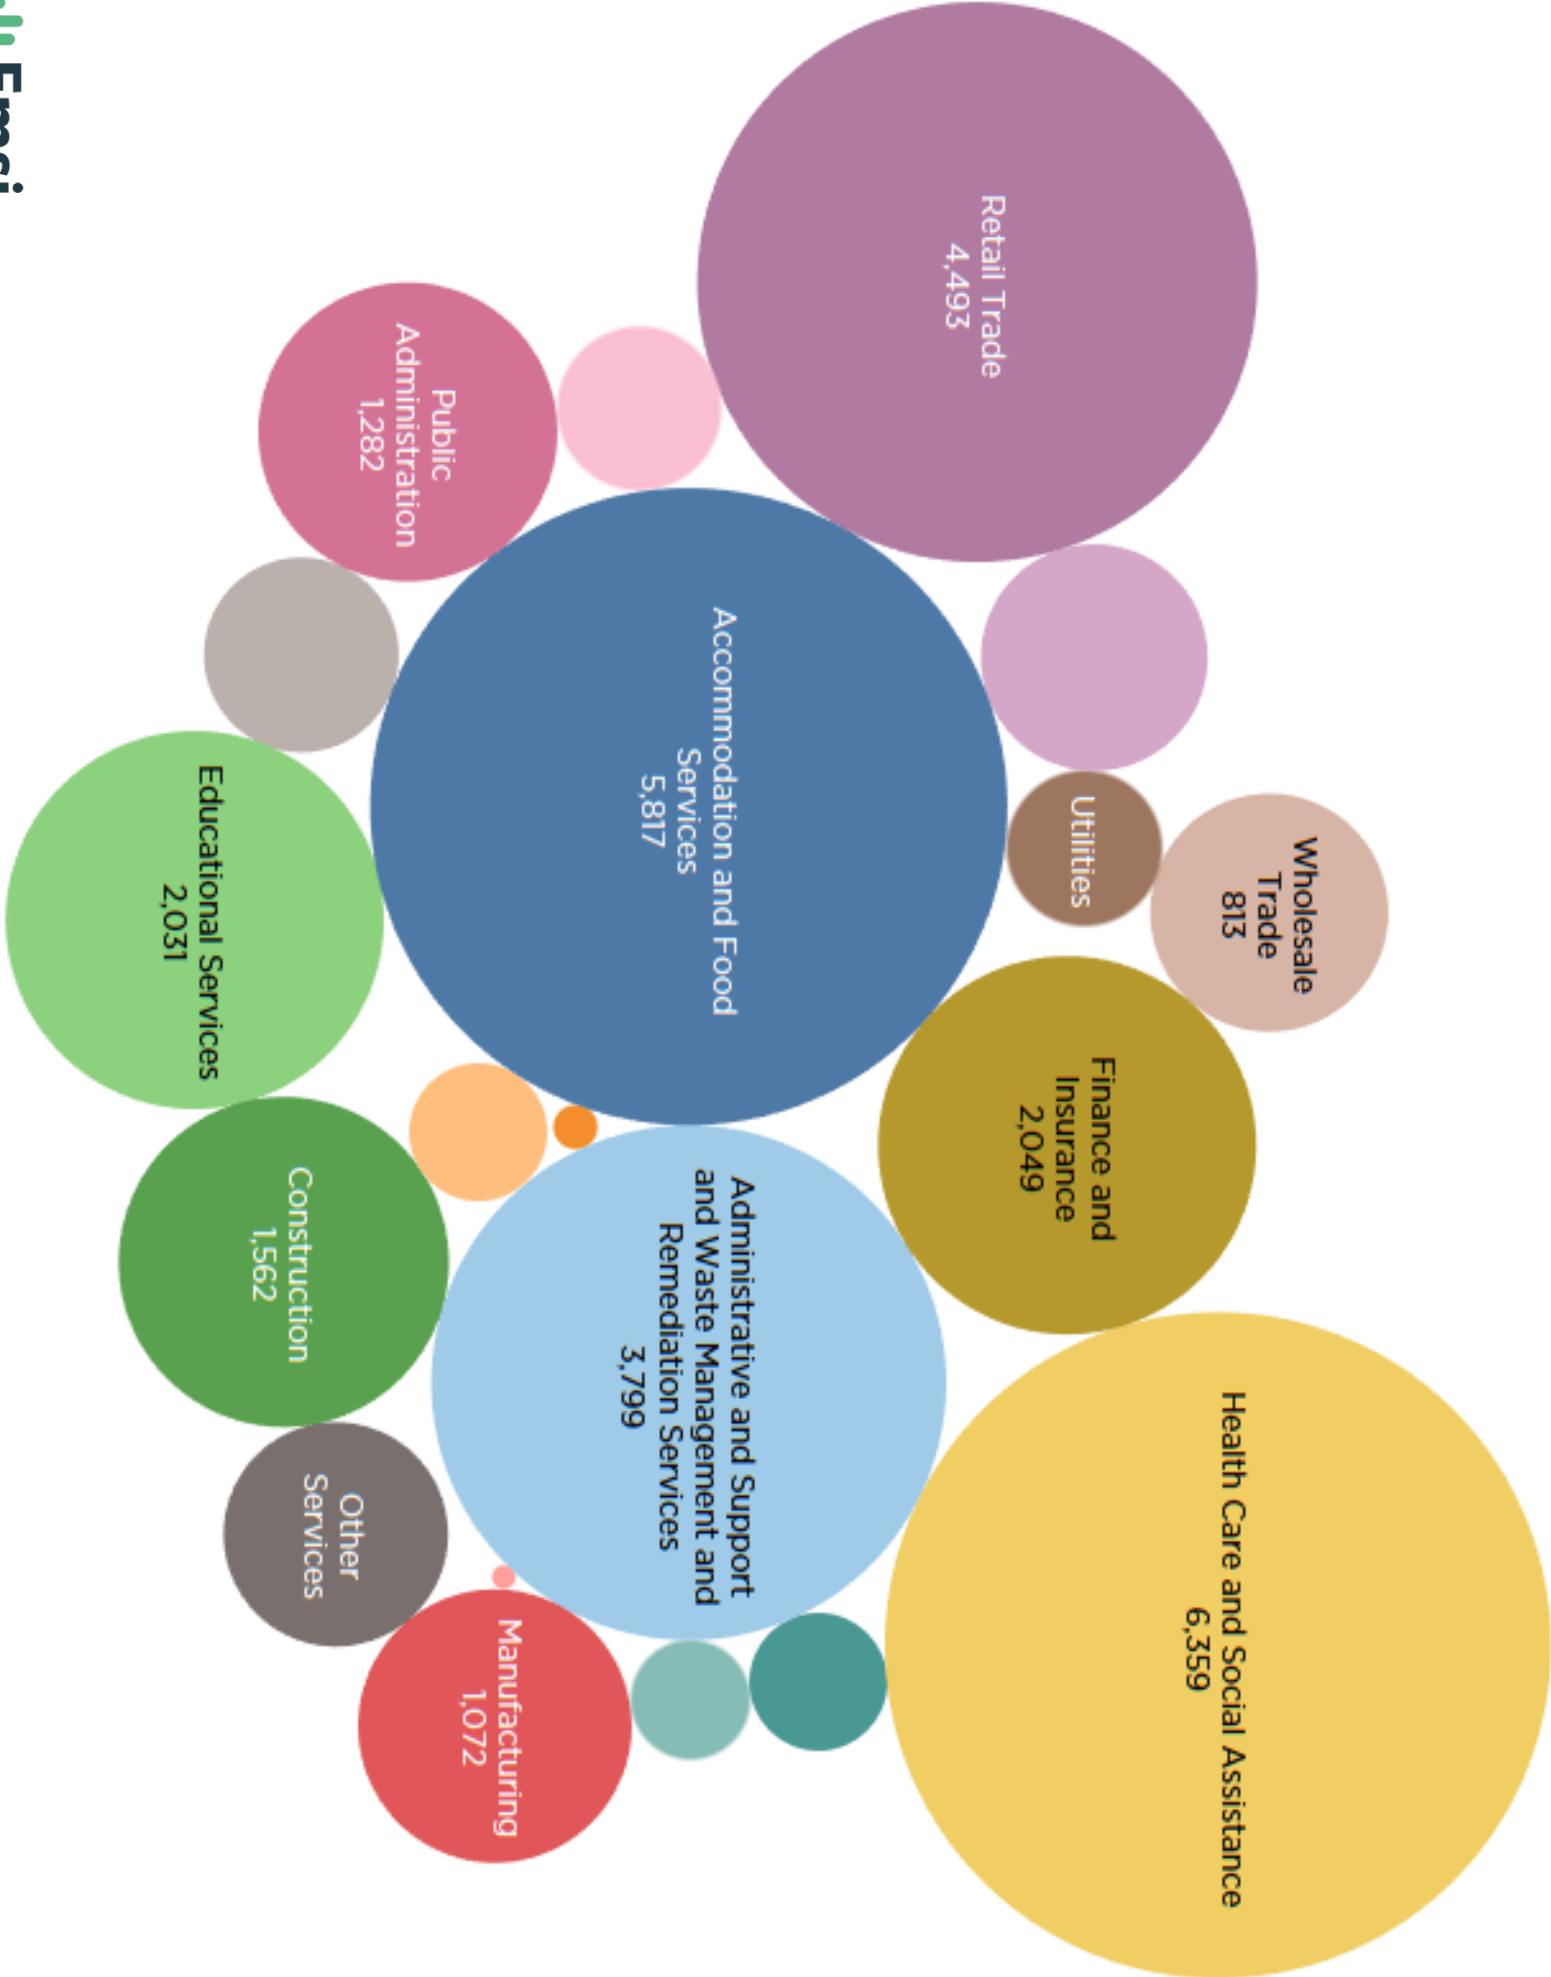 Emsi
Retail Trade
4,493
Public
Administration
1,282
Accommodation and Food
Services
5,817
Utilities
Wholesale
Trade
813
Educational Services
2,031
Finance and
Insurance
2,049
Construction
1,562
Administrative and Support
and Waste Management and
Remediation Services
3,799
Health Care and Social Assistance
6,359
Other
Services
Manufacturing
1,072